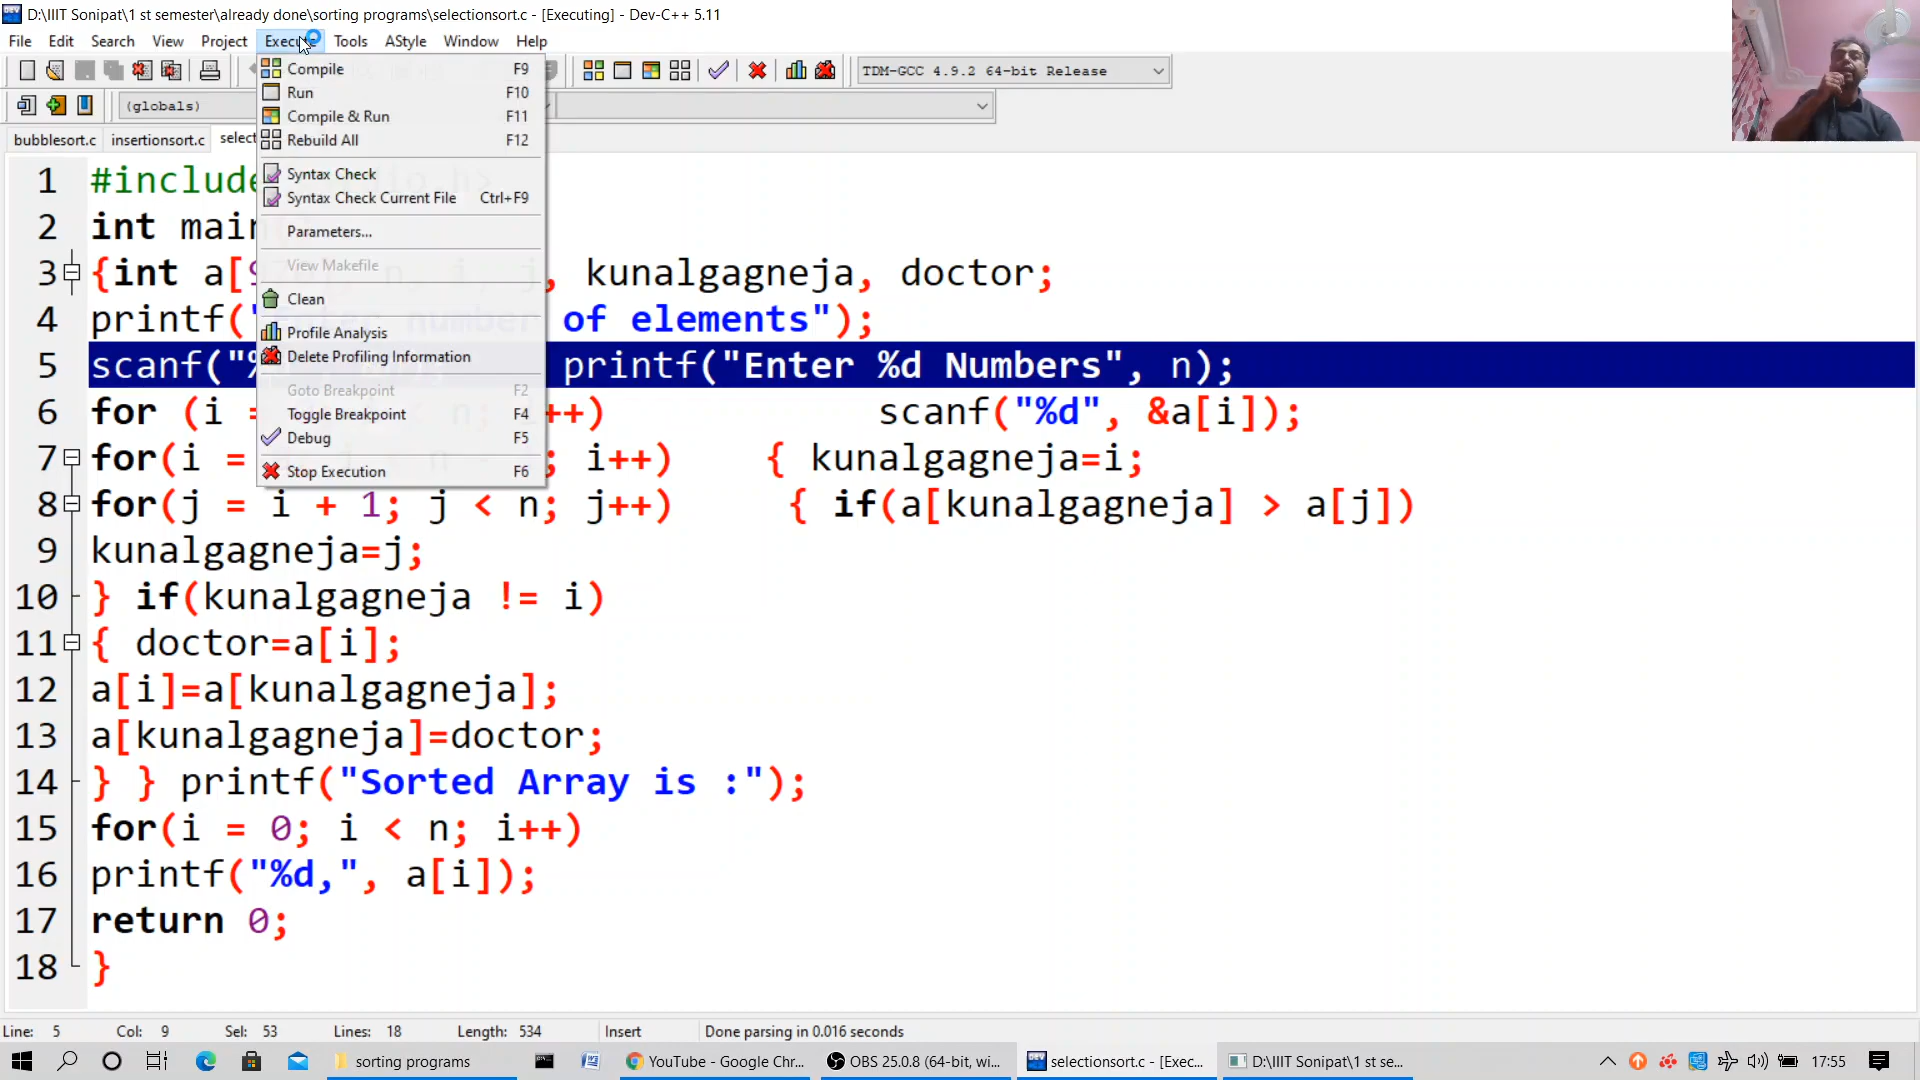 D:\IIIT Sonipat\1 st semester\already done\sorting programs\selectionsort.c - [Executing] - Dev-C++ 5.11
File Edit Search View Project Execute Tools AStyle Window Help
TDM-GCC 4.9.2 64-bit Release
(globals)
bubblesort.c insertionsort.c select
Compile F9
Run F10
Compile & Run F11
Rebuild All F12
Syntax Check
Syntax Check Current File Ctrl+F9
Parameters...
View Makefile
Clean
Profile Analysis
Delete Profiling Information
Goto Breakpoint F2
Toggle Breakpoint F4
Debug F5
Stop Execution F6
1 #include
2 int main
3 {int a[ n, i, j, kunalgagneja, doctor;
4 printf("Enter number of elements");
5 scanf("% printf("Enter %d Numbers", n);
6 for (i = n; i++) scanf("%d", &a[i]);
7 for(i = ; i++) { kunalgagneja=i;
8 for(j = i + 1; j < n; j++) { if(a[kunalgagneja] > a[j])
9 kunalgagneja=j;
10 } if(kunalgagneja != i)
11 { doctor=a[i];
12 a[i]=a[kunalgagneja];
13 a[kunalgagneja]=doctor;
14 } } printf("Sorted Array is :");
15 for(i = 0; i < n; i++)
16 printf("%d,", a[i]);
17 return 0;
18 }
Line: 5 Col: 9 Sel: 53 Lines: 18 Length: 534 Insert Done parsing in 0.016 seconds
sorting programs YouTube - Google Chr... OBS 25.0.8 (64-bit, wi... selectionsort.c - [Exec... D:\IIIT Sonipat\1 st se... 17:55